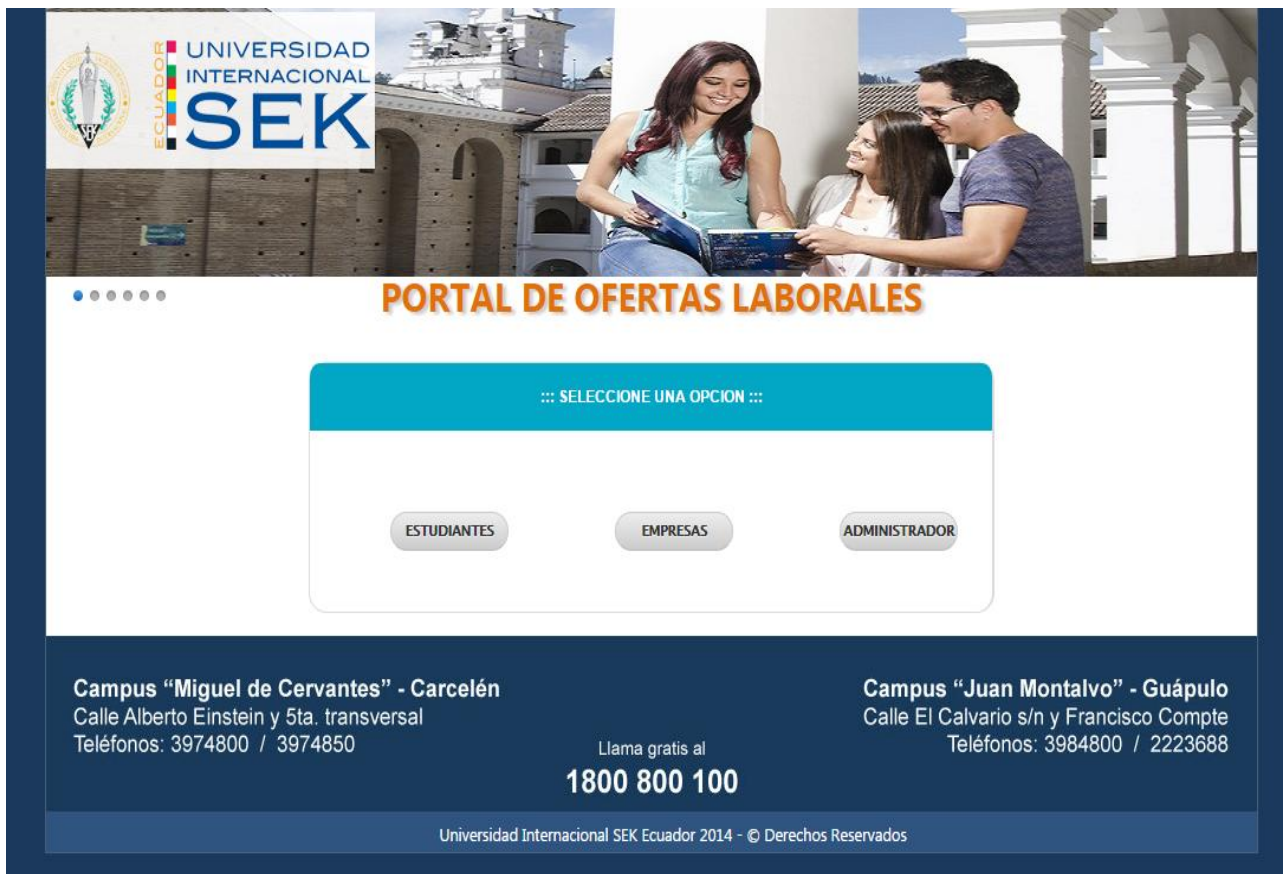 ECUADOR
UNIVERSIDAD
INTERNACIONAL
SEK
PORTAL DE OFERTAS LABORALES
::: SELECCIONE UNA OPCION :::
ESTUDIANTES
EMPRESAS
ADMINISTRADOR
Campus “Miguel de Cervantes” - Carcelén
Calle Alberto Einstein y 5ta. transversal
Teléfonos: 3974800 / 3974850
Llama gratis al
1800 800 100
Campus “Juan Montalvo” - Guápulo
Calle El Calvario s/n y Francisco Compte
Teléfonos: 3984800 / 2223688
Universidad Internacional SEK Ecuador 2014 - © Derechos Reservados